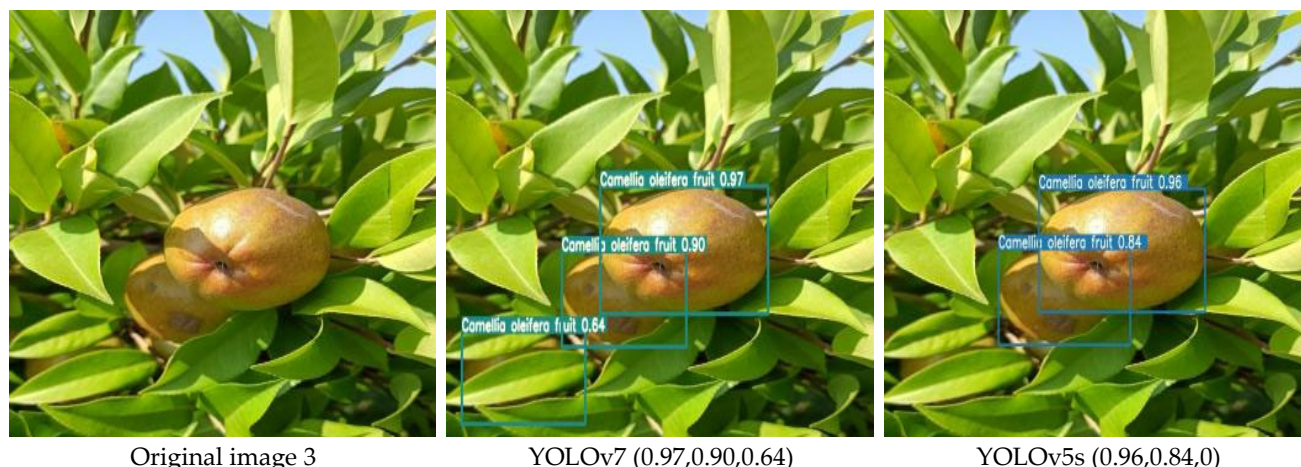 Camellia oleifera fruit 0.97
Camellia oleifera fruit 0.90
Camellia oleifera fruit 0.64
Camellia oleifera fruit 0.96
Camellia oleifera fruit 0.84
Original image 3
YOLOv7 (0.97,0.90,0.64)
YOLOv5s (0.96,0.84,0)